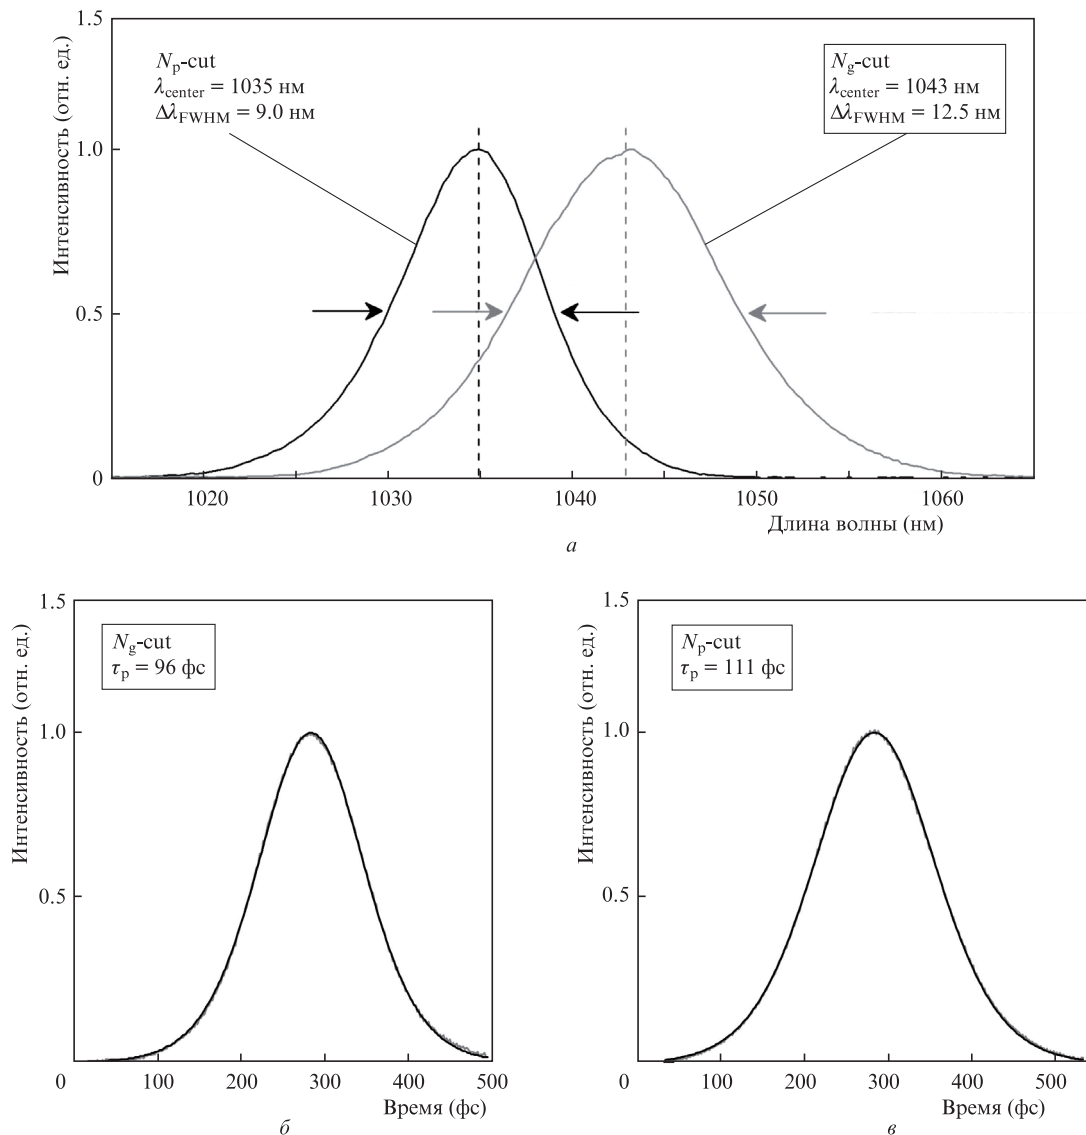 1.5
N_p-cut
λ_center = 1035 нм
Δλ_FWHM = 9.0 нм
N_g-cut
λ_center = 1043 нм
Δλ_FWHM = 12.5 нм
Интенсивность (отн. ед.)
1.0
0.5
0
1020
1030
1040
1050
1060
Длина волны (нм)
а
1.5
N_g-cut
τ_p = 96 фс
Интенсивность (отн. ед.)
1.0
0.5
0
100
200
300
400
500
Время (фс)
б
1.5
N_p-cut
τ_p = 111 фс
Интенсивность (отн. ед.)
1.0
0.5
0
100
200
300
400
500
Время (фс)
в